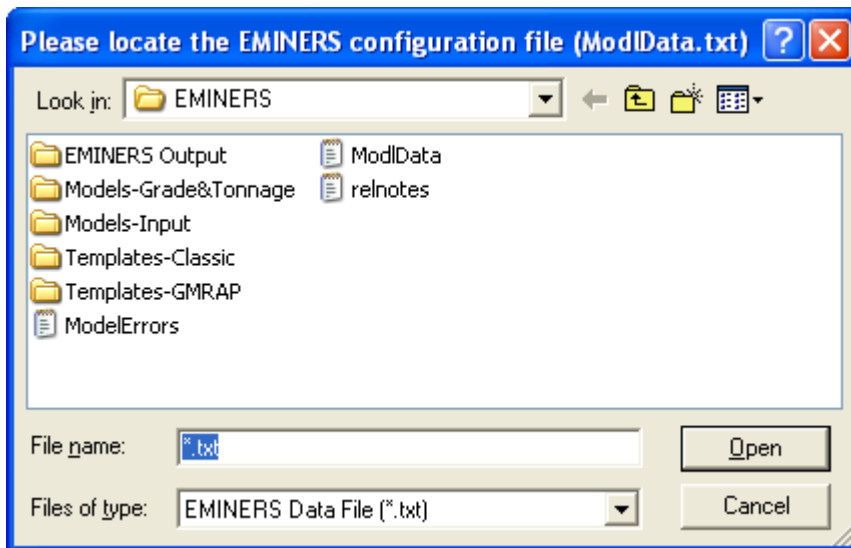 Please locate the EMINERS configuration file (ModlData.txt)
Look in: EMINERS
EMINERS Output
Models-Grade&Tonnage
Models-Input
Templates-Classic
Templates-GMRAP
ModelErrors
ModlData
relnotes
File name: *.txt Open
Files of type: EMINERS Data File (*.txt) Cancel